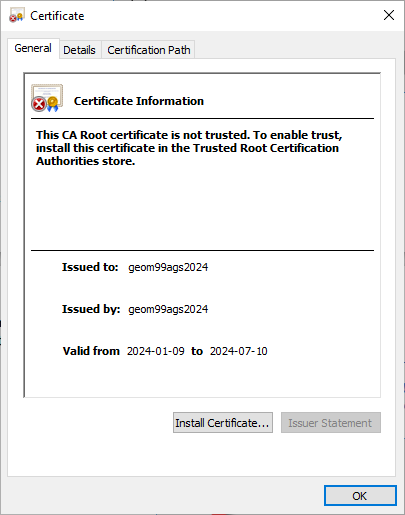 Certificate
General Details Certification Path
Certificate Information
This CA Root certificate is not trusted. To enable trust,
install this certificate in the Trusted Root Certification
Authorities store.
Issued to: geom99ags2024
Issued by: geom99ags2024
Valid from 2024-01-09 to 2024-07-10
Install Certificate...
Issuer Statement
OK